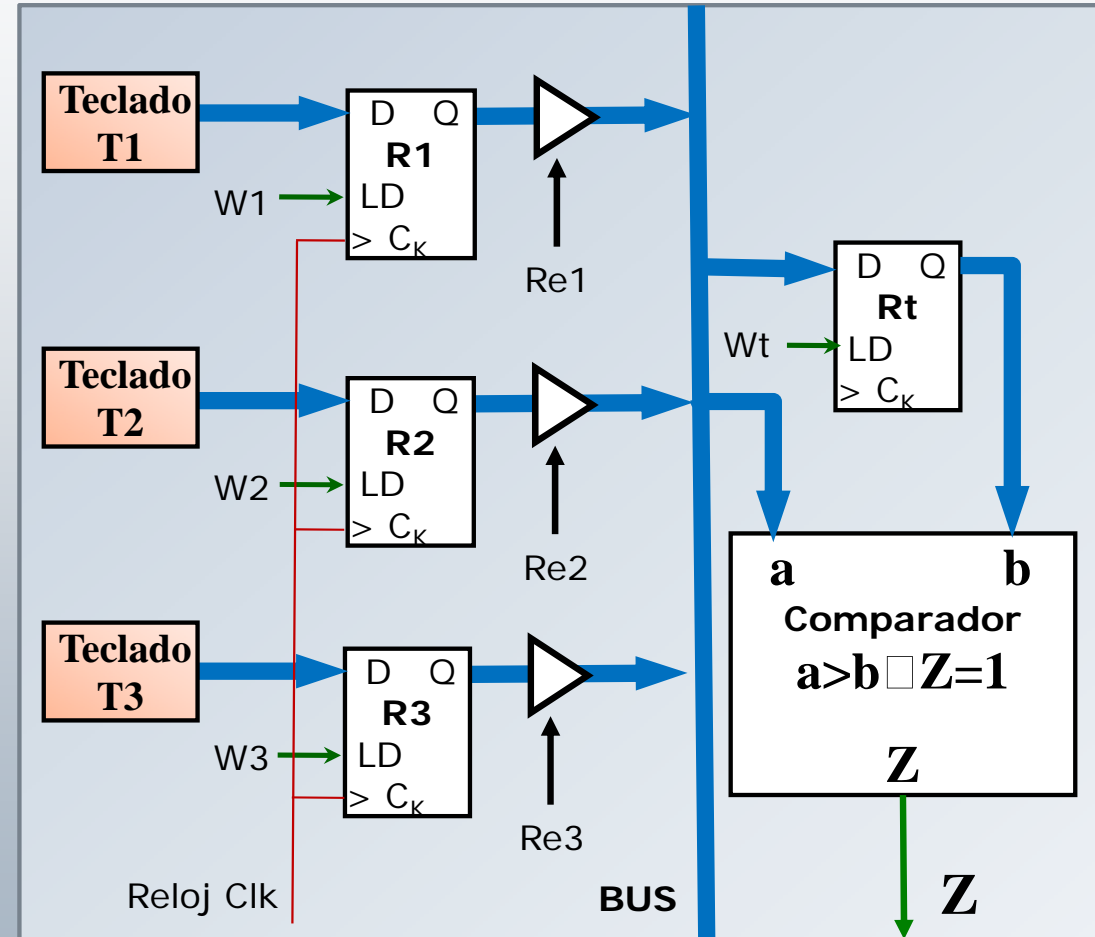 Teclado
T1
D Q
R1
W1
LD
> CK
Re1
D Q
Rt
Wt
LD
> CK
Teclado
T2
D Q
R2
W2
LD
> CK
Re2
a b
Comparador
a>b□Z=1
Z
Teclado
T3
D Q
R3
W3
LD
> CK
Re3
Reloj Clk
BUS
Z